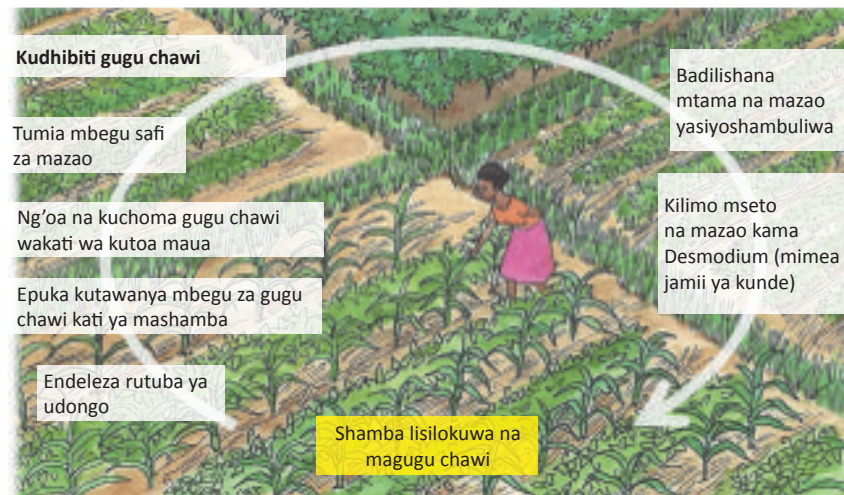 Kudhibiti gugu chawi
Tumia mbegu safi
za mazao
Ng’oa na kuchoma gugu chawi
wakati wa kutoa maua
Epuka kutawanya mbegu za gugu
chawi kati ya mashamba
Endeleza rutuba ya
udongo
Badilishana
mtama na mazao
yasiyoshambuliwa
Kilimo mseto
na mazao kama
Desmodium (mimea
jamii ya kunde)
Shamba lisilokuwa na
magugu chawi